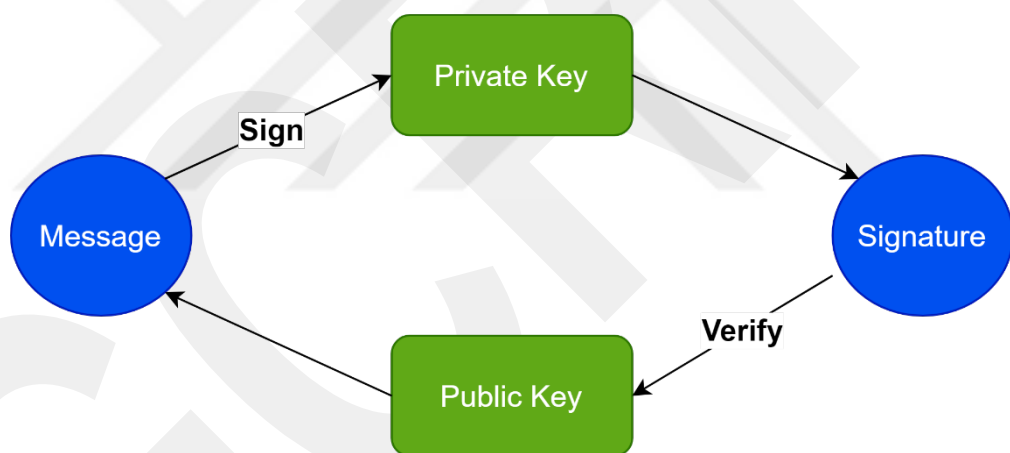 Private Key
Sign
Message
Signature
Verify
Public Key